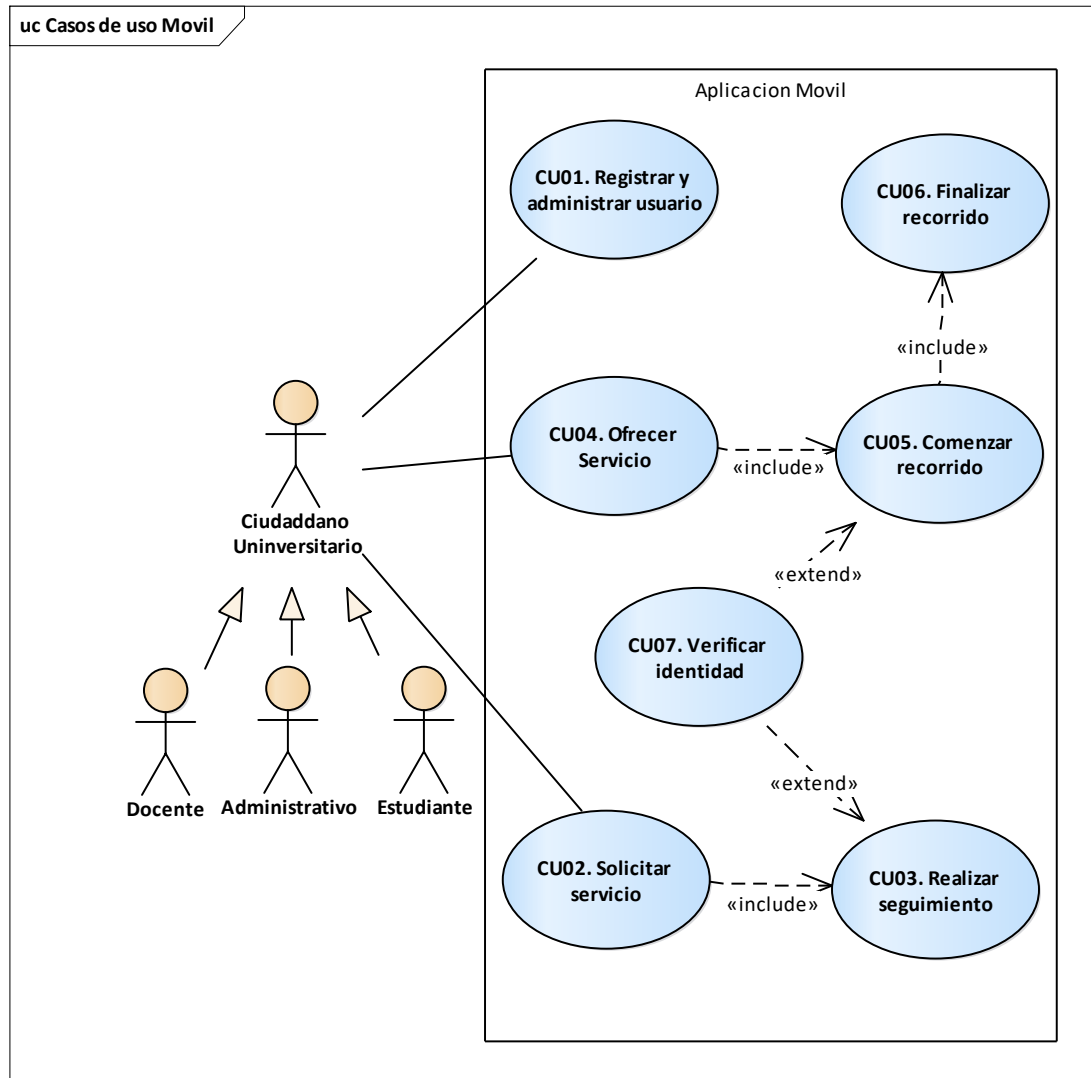 uc Casos de uso Movil
Aplicacion Movil
CU01. Registrar y
administrar usuario
CU06. Finalizar
recorrido
«include»
CU04. Ofrecer
Servicio
«include»
CU05. Comenzar
recorrido
Ciudaddano
Uninversitario
«extend»
CU07. Verificar
identidad
Docente
Administrativo
Estudiante
«extend»
CU02. Solicitar
servicio
«include»
CU03. Realizar
seguimiento